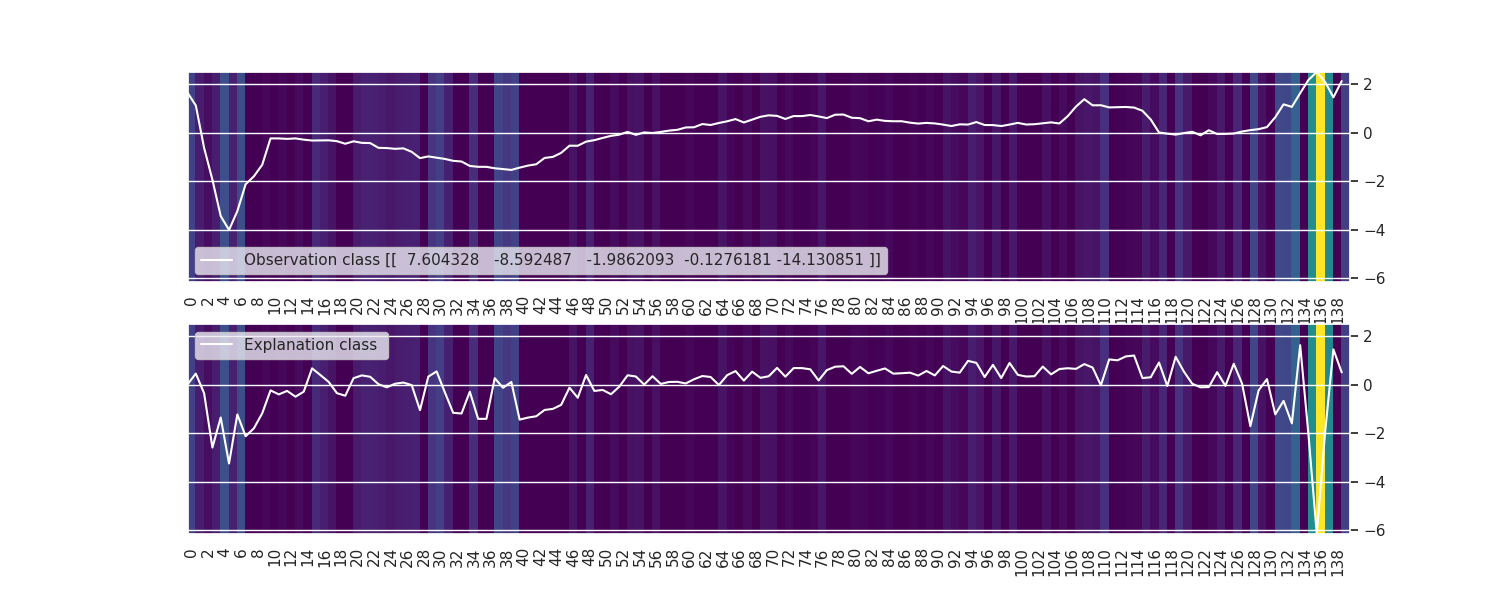 2
0
−2
−4
−6
Observation class [[  7.604328   -8.592487   -1.9862093  -0.1276181 -14.130851 ]]
0 2 4 6 8 10 12 14 16 18 20 22 24 26 28 30 32 34 36 38 40 42 44 46 48 50 52 54 56 58 60 62 64 66 68 70 72 74 76 78 80 82 84 86 88 90 92 94 96 98 100 102 104 106 108 110 112 114 116 118 120 122 124 126 128 130 132 134 136 138
Explanation class
2
0
−2
−4
−6
0 2 4 6 8 10 12 14 16 18 20 22 24 26 28 30 32 34 36 38 40 42 44 46 48 50 52 54 56 58 60 62 64 66 68 70 72 74 76 78 80 82 84 86 88 90 92 94 96 98 100 102 104 106 108 110 112 114 116 118 120 122 124 126 128 130 132 134 136 138